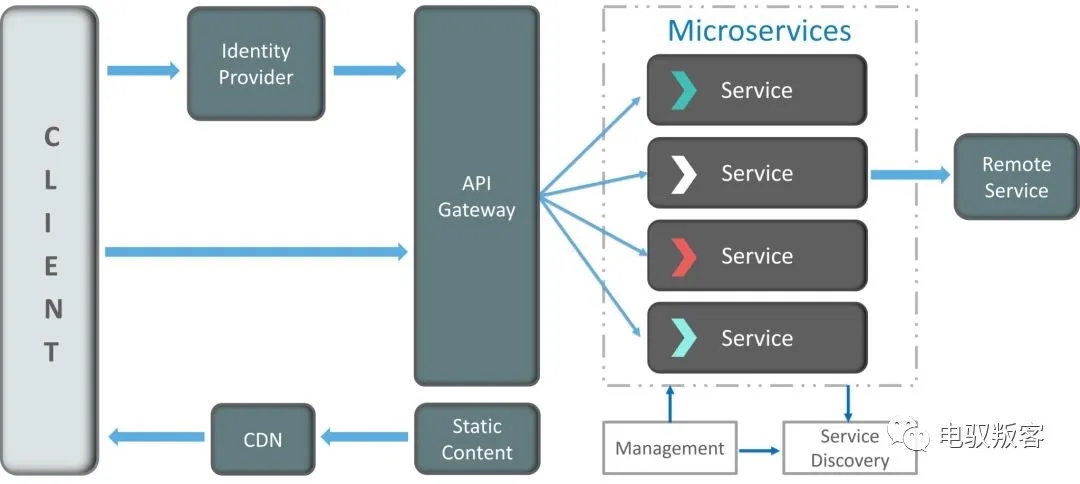 CLIENT
Identity
Provider
API
Gateway
Microservices
Service
Service
Service
Service
Remote
Service
CDN
Static
Content
Management
Service
Discovery
电驭叛客